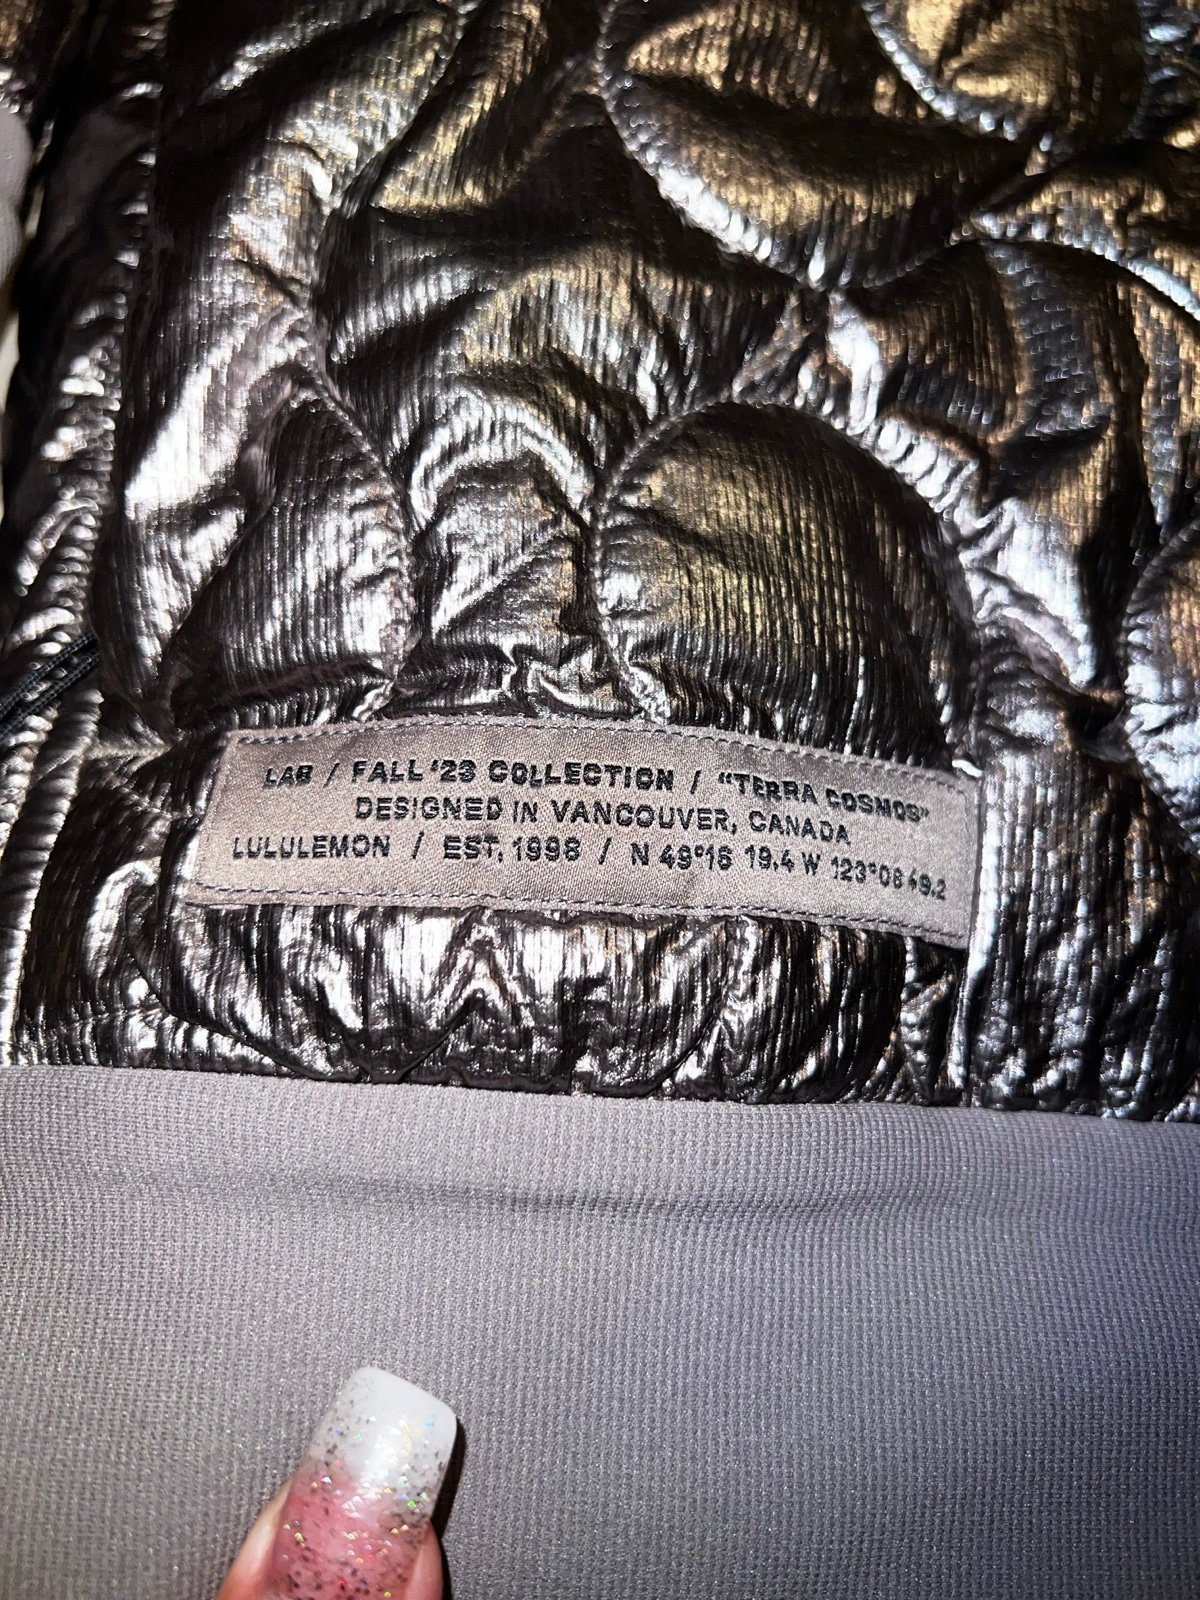 LAB / FALL '23 COLLECTION / "TERRA COSMOS"
DESIGNED IN VANCOUVER, CANADA
LULULEMON / EST. 1998 / N 49°16 19.4 W 123°08 49.2